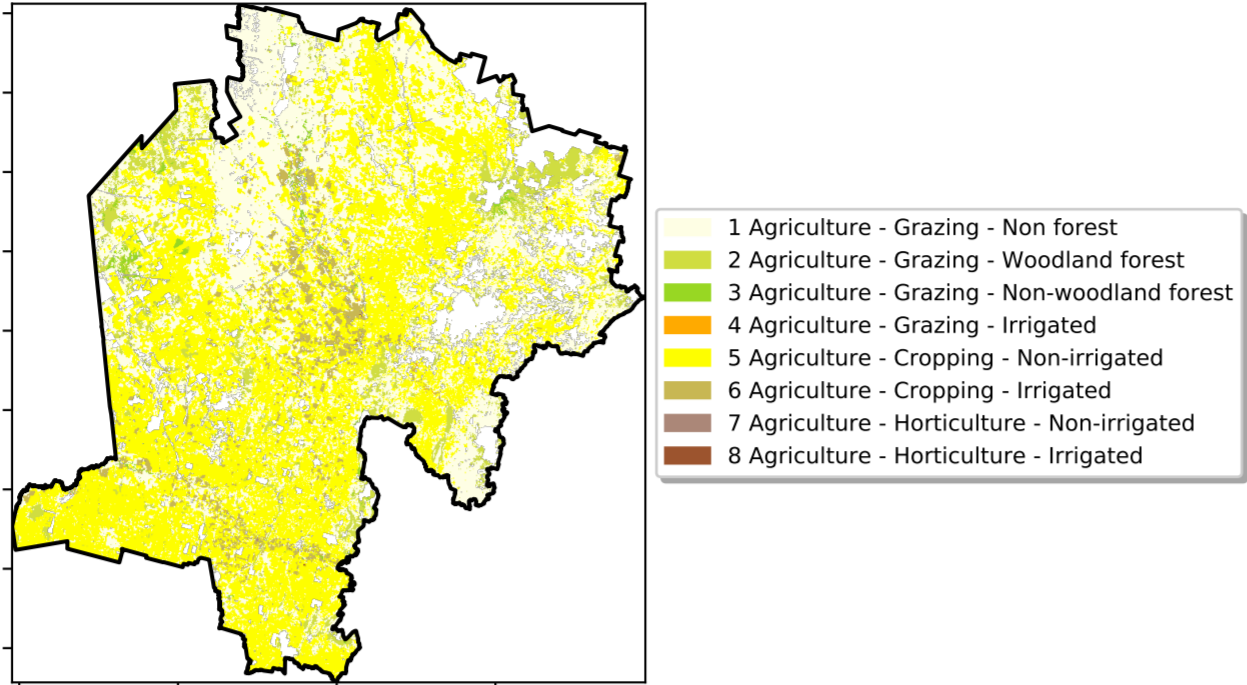 1 Agriculture - Grazing - Non forest
2 Agriculture - Grazing - Woodland forest
3 Agriculture - Grazing - Non-woodland forest
4 Agriculture - Grazing - Irrigated
5 Agriculture - Cropping - Non-irrigated
6 Agriculture - Cropping - Irrigated
7 Agriculture - Horticulture - Non-irrigated
8 Agriculture - Horticulture - Irrigated